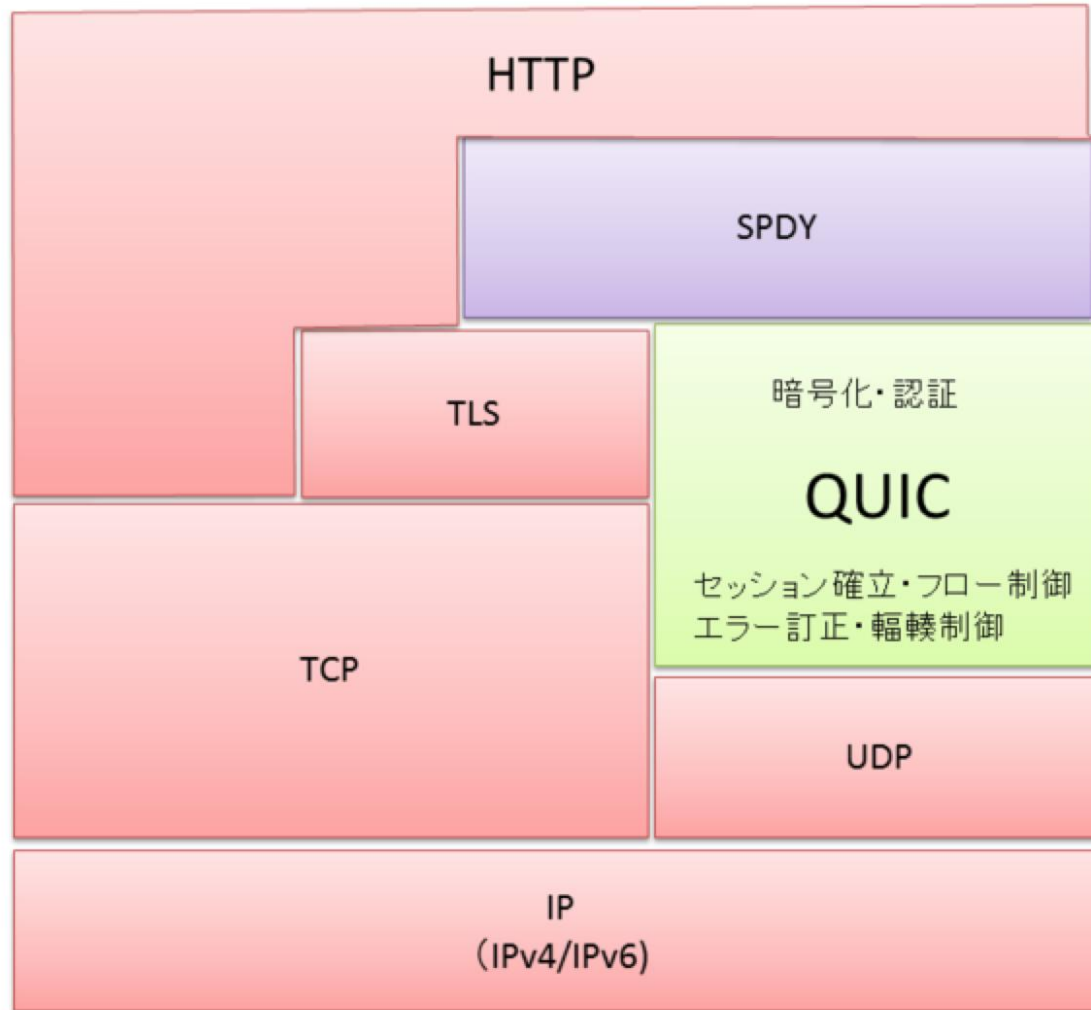 HTTP
SPDY
TLS
暗号化・認証
QUIC
セッション確立・フロー制御
エラー訂正・輻輳制御
TCP
UDP
IP
（IPv4/IPv6)